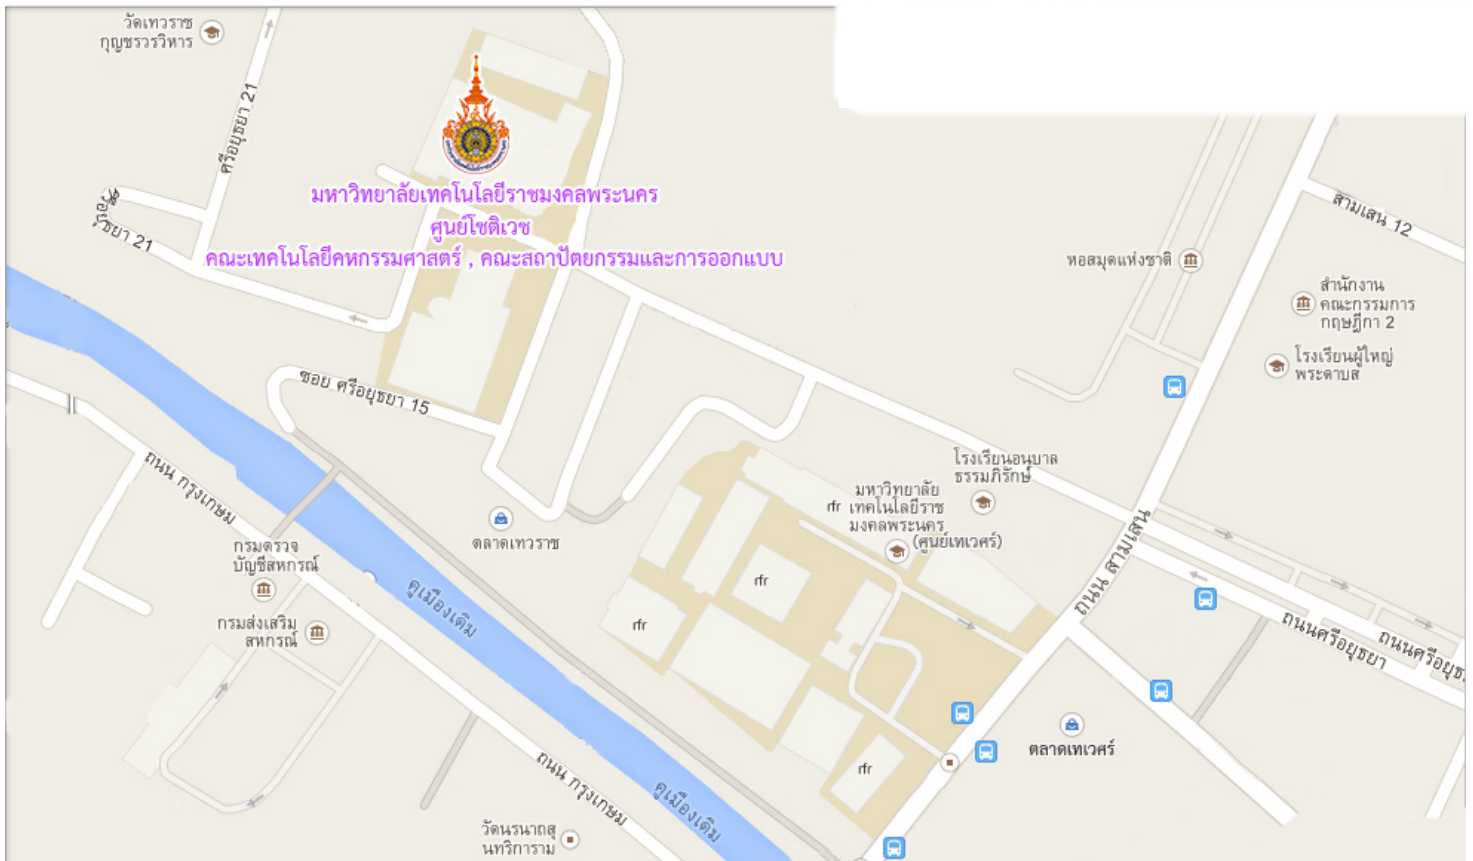 วัดเทวราช
กุญชรวรวิหาร
ศรีอยุธยา 21
มหาวิทยาลัยเทคโนโลยีราชมงคลพระนคร
ศูนย์โชติเวช
คณะเทคโนโลยีคหกรรมศาสตร์ , คณะสถาปัตยกรรมและการออกแบบ
ยุธยา 21
สามเสน 12
หอสมุดแห่งชาติ
สำนักงาน
คณะกรรมการ
กฤษฎีกา 2
โรงเรียนผู้ใหญ่
พระดาบส
ซอย ศรีอยุธยา 15
ถนน กรุงเกษม
โรงเรียนอนุบาล
ธรรมภิรักษ์
มหาวิทยาลัย
rfr เทคโนโลยีราช
มงคลพระนคร
(ศูนย์เทเวศร์)
ตลาดเทวราช
กรมตรวจ
บัญชีสหกรณ์
กรมส่งเสริม
สหกรณ์
คูเมืองเดิม
rfr
rfr
ถนน สามเสน
ถนนศรีอยุธยา
ถนนศรีอยุธ
ตลาดเทเวศร์
rfr
ถนน กรุงเกษม
คูเมืองเดิม
วัดนรนาถสุ
นทริการาม